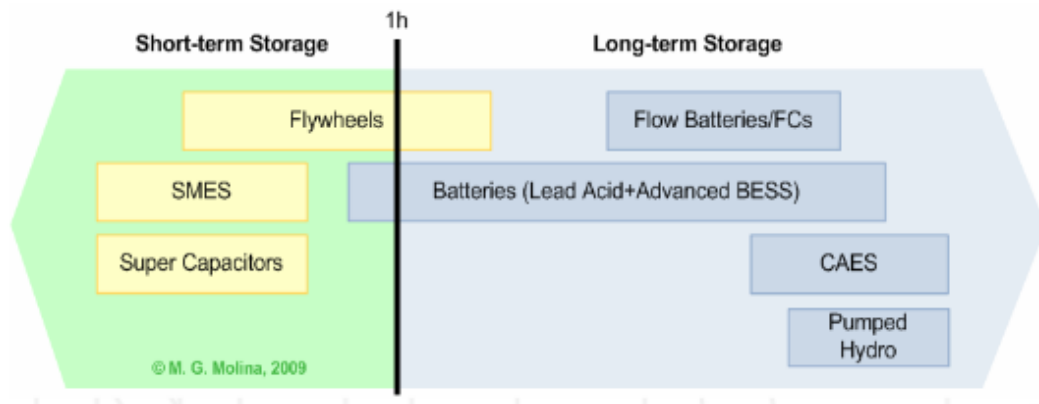 1h
Short-term Storage
Long-term Storage
Flywheels
Flow Batteries/FCs
SMES
Batteries (Lead Acid+Advanced BESS)
Super Capacitors
CAES
Pumped
Hydro
© M. G. Molina, 2009